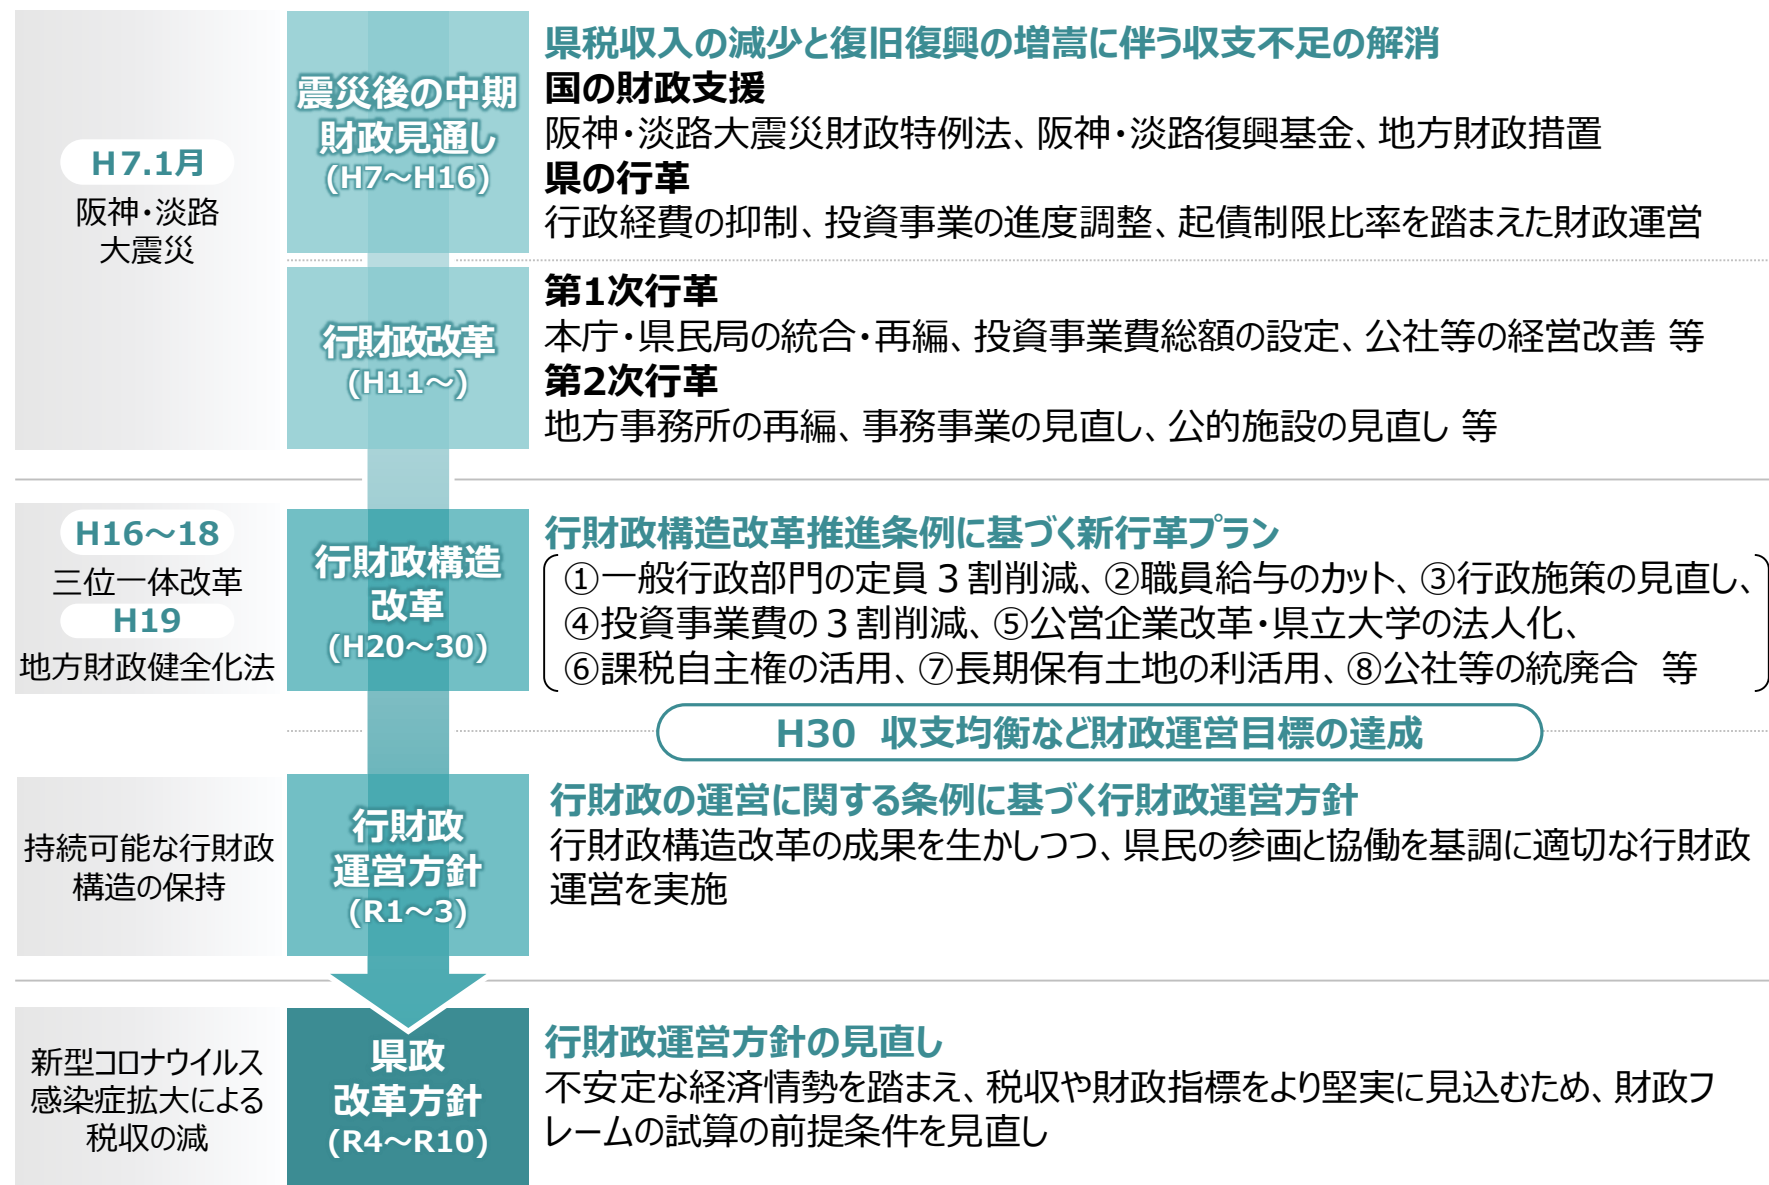 H7.1月
阪神・淡路
大震災
震災後の中期
財政見通し
(H7～H16)
県税収入の減少と復旧復興の増嵩に伴う収支不足の解消
国の財政支援
阪神・淡路大震災財政特例法、阪神・淡路復興基金、地方財政措置
県の行革
行政経費の抑制、投資事業の進度調整、起債制限比率を踏まえた財政運営
行財政改革
(H11～)
第1次行革
本庁・県民局の統合・再編、投資事業費総額の設定、公社等の経営改善 等
第2次行革
地方事務所の再編、事務事業の見直し、公的施設の見直し 等
H16～18
三位一体改革
H19
地方財政健全化法
行財政構造
改革
(H20～30)
行財政構造改革推進条例に基づく新行革プラン
①一般行政部門の定員３割削減、②職員給与のカット、③行政施策の見直し、
④投資事業費の３割削減、⑤公営企業改革・県立大学の法人化、
⑥課税自主権の活用、⑦長期保有土地の利活用、⑧公社等の統廃合　等
H30 収支均衡など財政運営目標の達成
持続可能な行財政
構造の保持
行財政
運営方針
(R1～3)
行財政の運営に関する条例に基づく行財政運営方針
行財政構造改革の成果を生かしつつ、県民の参画と協働を基調に適切な行財政
運営を実施
新型コロナウイルス
感染症拡大による
税収の減
県政
改革方針
(R4～R10)
行財政運営方針の見直し
不安定な経済情勢を踏まえ、税収や財政指標をより堅実に見込むため、財政フ
レームの試算の前提条件を見直し